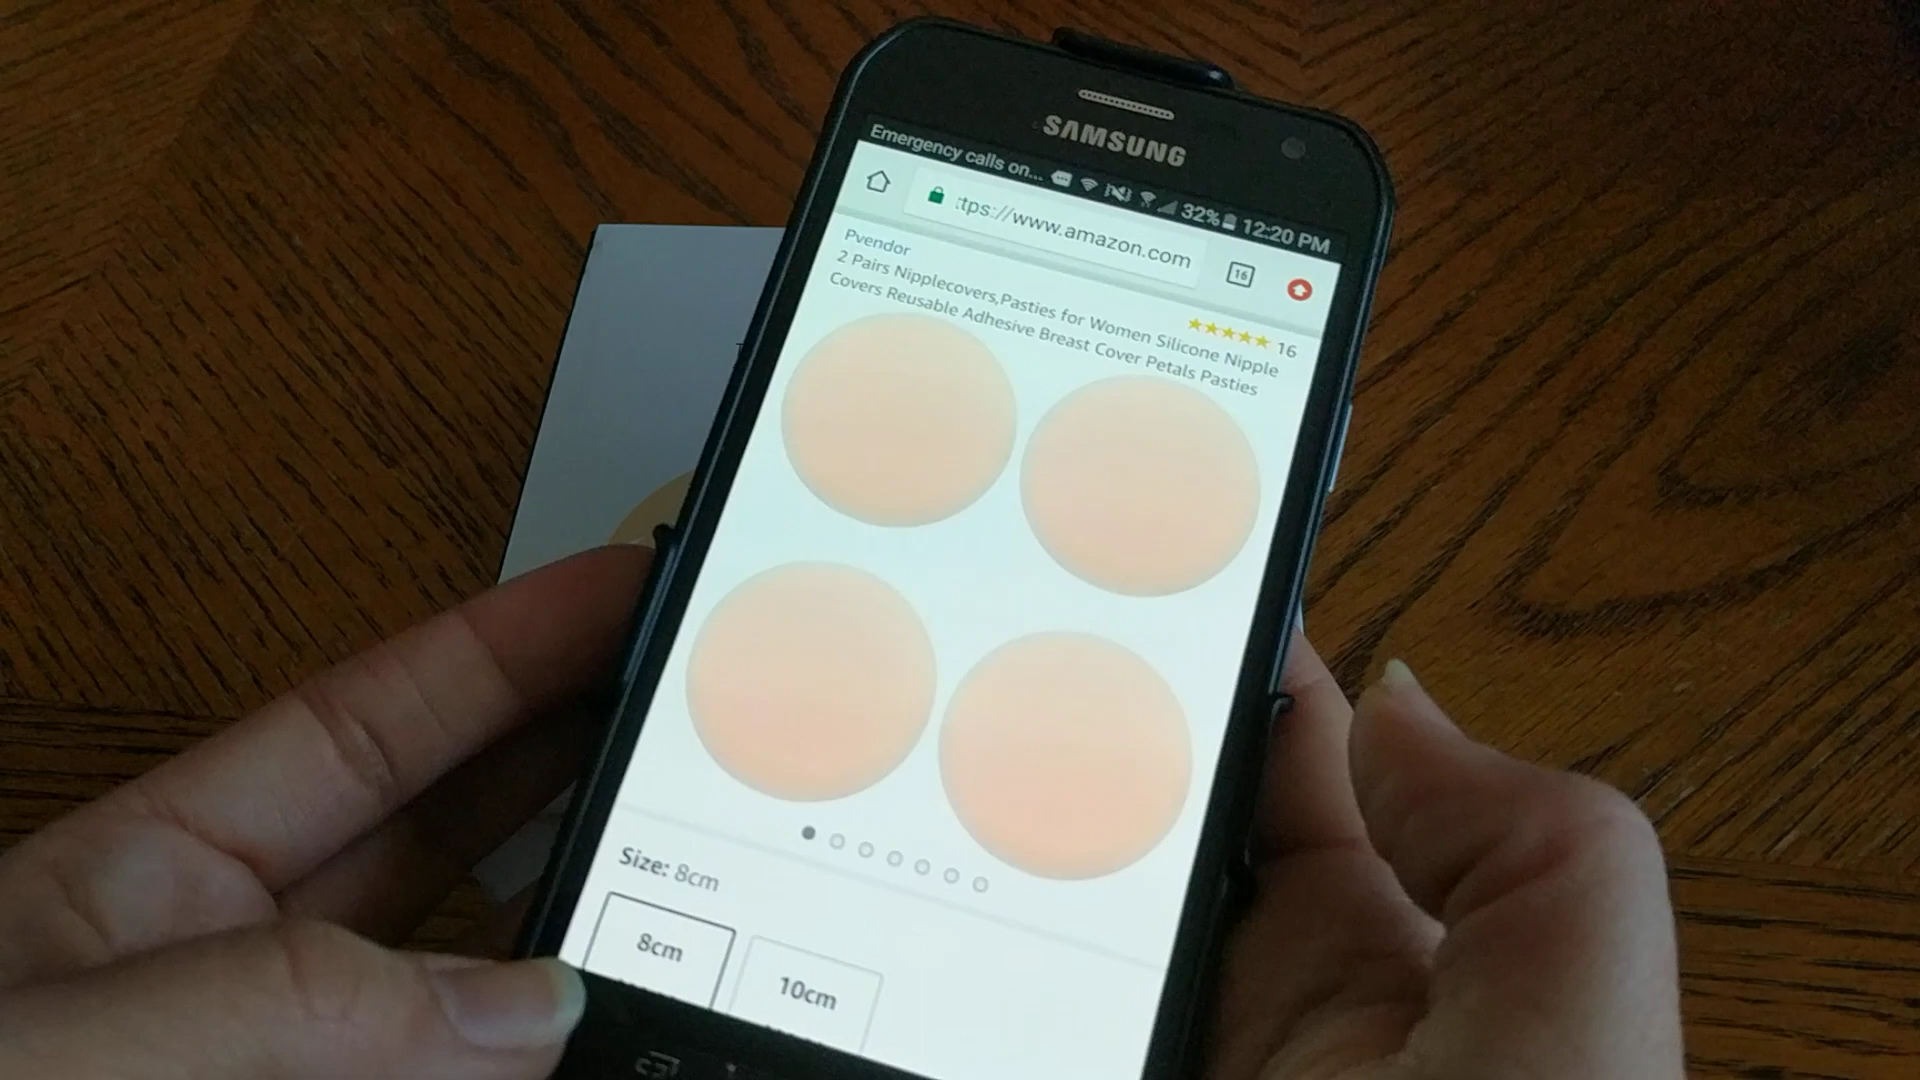 SAMSUNG
Emergency calls on... 32% 12:20 PM
tps://www.amazon.com
16
Pvendor
16
2 Pairs Nipplecovers,Pasties for Women Silicone Nipple
Covers Reusable Adhesive Breast Cover Petals Pasties
Size: 8cm
8cm
10cm